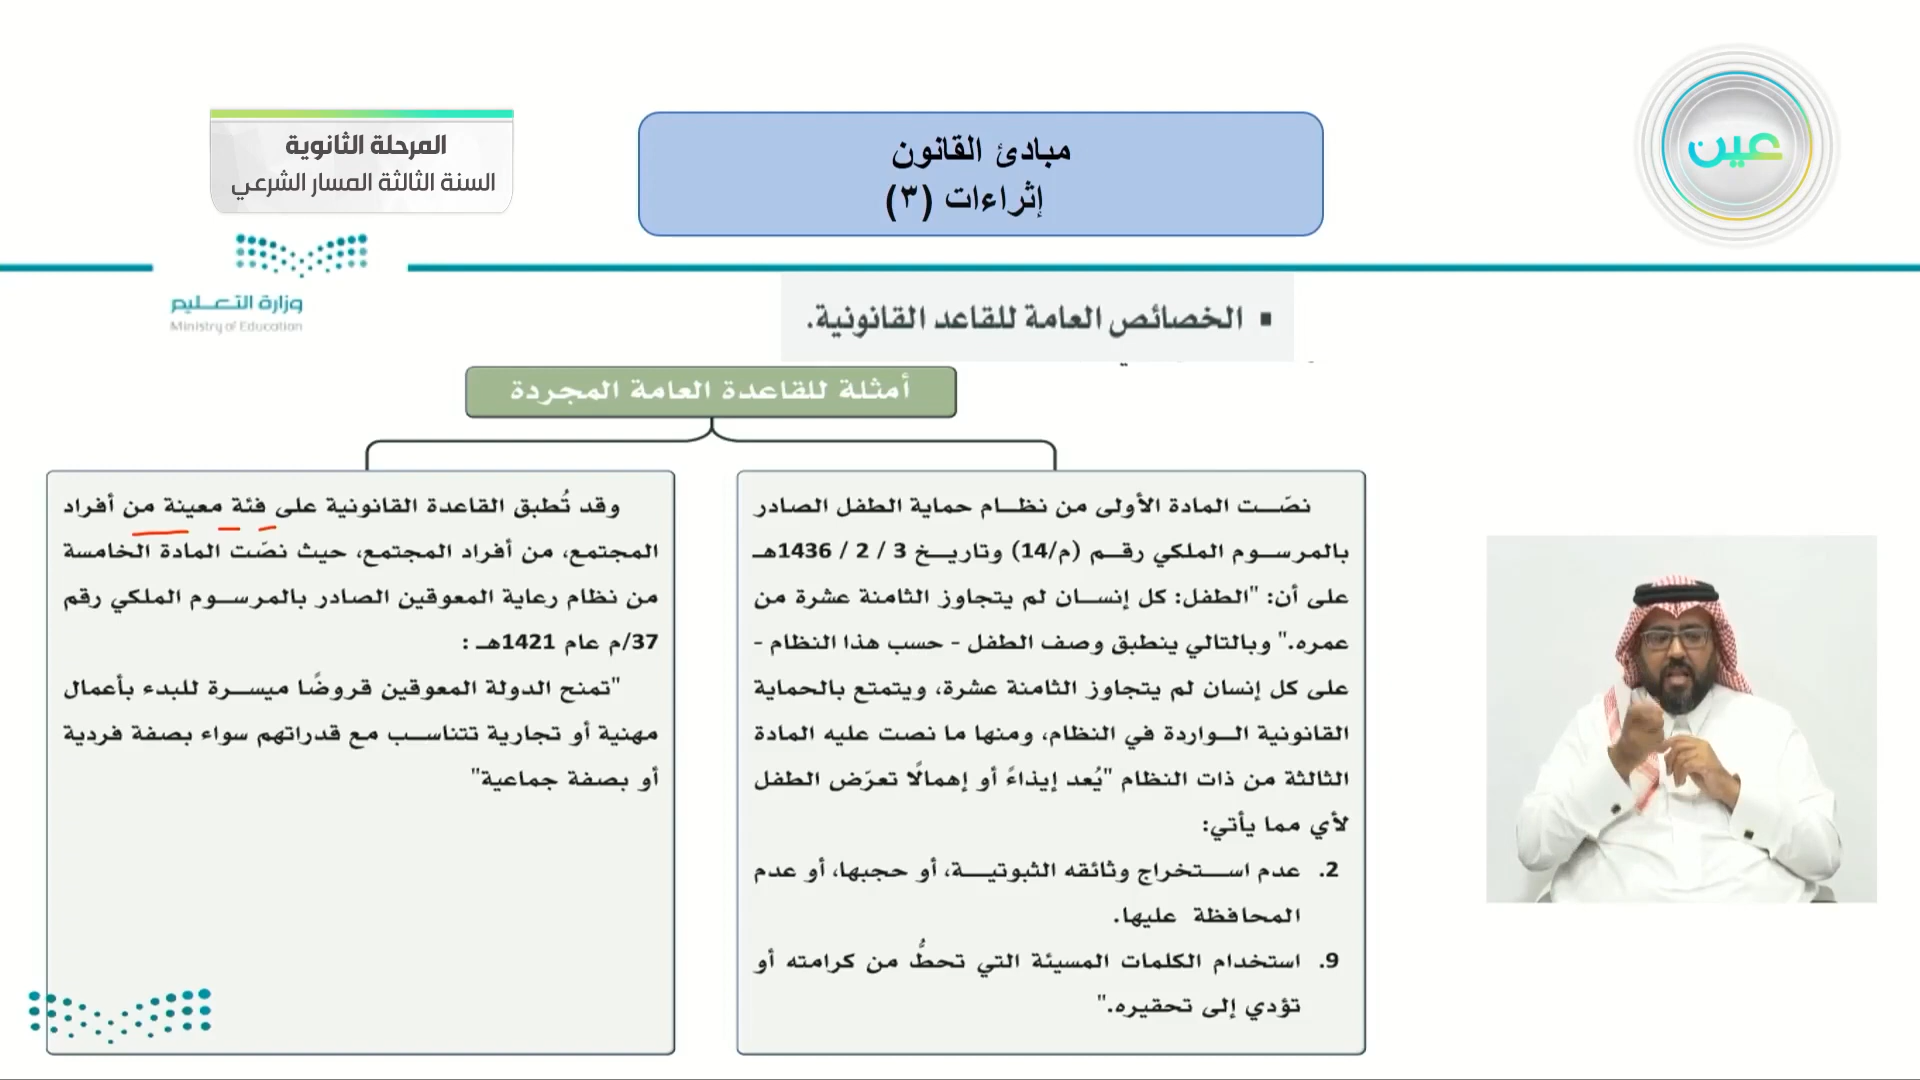 المرحلة الثانوية
السنة الثالثة المسار الشرعي
مبادئ القانون
إثراءات (٣)
عين
وزارة التعليم
Ministry of Education
▪ الخصائص العامة للقاعد القانونية.
أمثلة للقاعدة العامة المجردة
نصّت المادة الأولى من نظام حماية الطفل الصادر
بالمرسوم الملكي رقم (م/14) وتاريخ 3 / 2 / 1436هـ
على أن: "الطفل: كل إنسان لم يتجاوز الثامنة عشرة من
عمره." وبالتالي ينطبق وصف الطفل - حسب هذا النظام -
على كل إنسان لم يتجاوز الثامنة عشرة، ويتمتع بالحماية
القانونية الواردة في النظام، ومنها ما نصت عليه المادة
الثالثة من ذات النظام "يُعد إيذاءً أو إهمالًا تعرّض الطفل
لأي مما يأتي:
2. عدم استخراج وثائقه الثبوتية، أو حجبها، أو عدم
المحافظة عليها.
9. استخدام الكلمات المسيئة التي تحطُّ من كرامته أو
تؤدي إلى تحقيره."
وقد تُطبق القاعدة القانونية على فئة معينة من أفراد
المجتمع، من أفراد المجتمع، حيث نصّت المادة الخامسة
من نظام رعاية المعوقين الصادر بالمرسوم الملكي رقم
37/م عام 1421هـ :
"تمنح الدولة المعوقين قروضًا ميسرة للبدء بأعمال
مهنية أو تجارية تتناسب مع قدراتهم سواء بصفة فردية
أو بصفة جماعية"